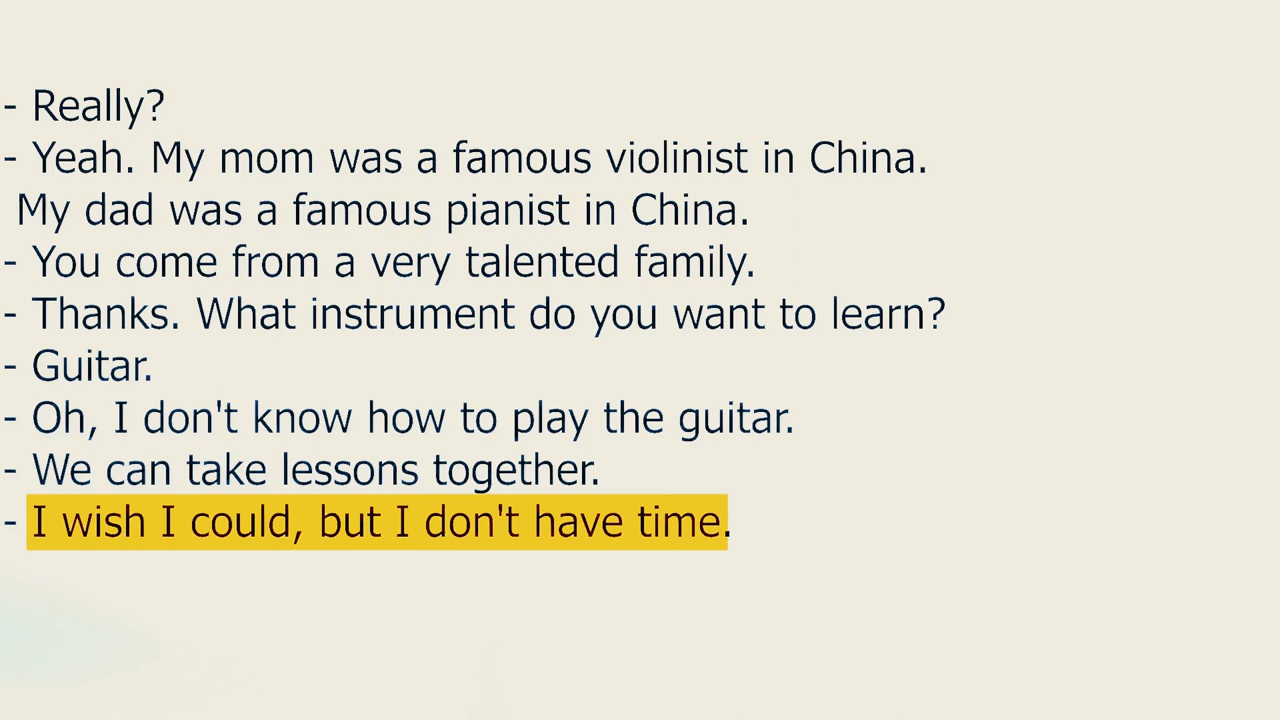 - Really?
- Yeah. My mom was a famous violinist in China.
My dad was a famous pianist in China.
- You come from a very talented family.
- Thanks. What instrument do you want to learn?
- Guitar.
- Oh, I don't know how to play the guitar.
- We can take lessons together.
- I wish I could, but I don't have time.